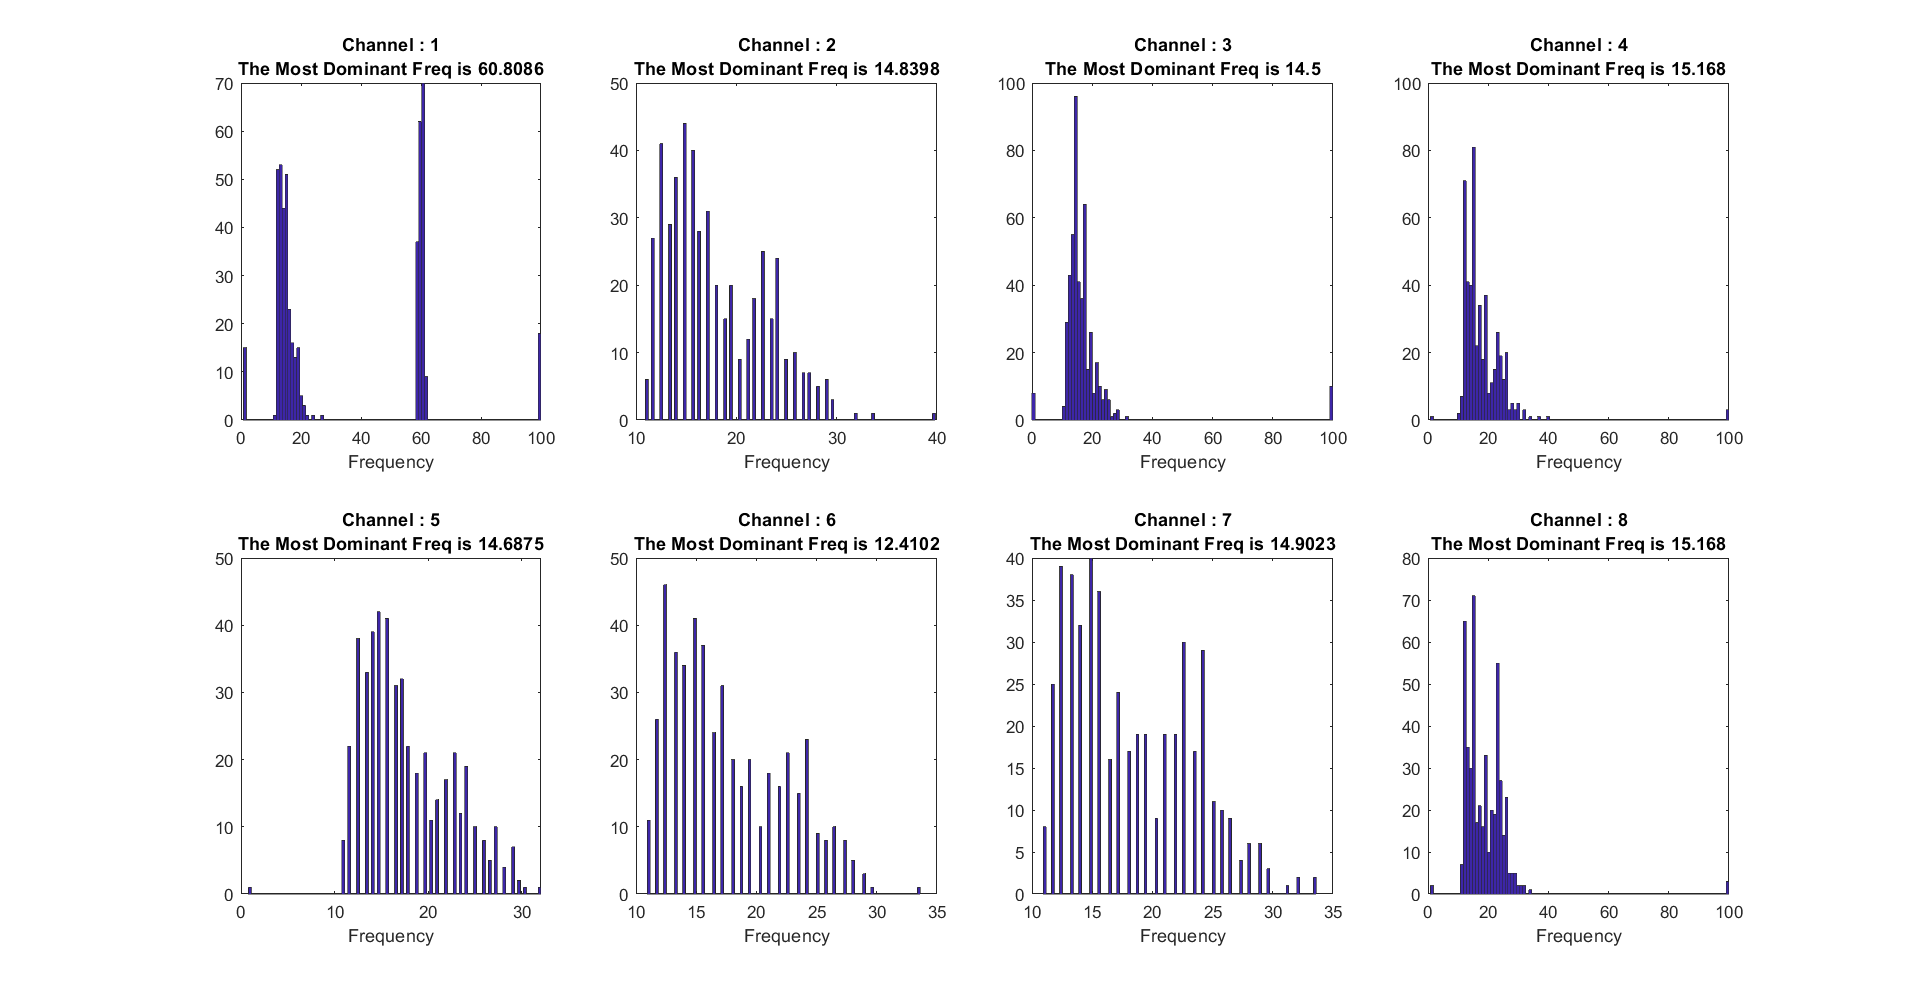 Channel : 1
The Most Dominant Freq is 60.8086
70
60
50
40
30
20
10
0
0 20 40 60 80 100
Frequency
Channel : 2
The Most Dominant Freq is 14.8398
50
40
30
20
10
0
10 20 30 40
Frequency
Channel : 3
The Most Dominant Freq is 14.5
100
80
60
40
20
0
0 20 40 60 80 100
Frequency
Channel : 4
The Most Dominant Freq is 15.168
100
80
60
40
20
0
0 20 40 60 80 100
Frequency
Channel : 5
The Most Dominant Freq is 14.6875
50
40
30
20
10
0
0 10 20 30
Frequency
Channel : 6
The Most Dominant Freq is 12.4102
50
40
30
20
10
0
10 15 20 25 30 35
Frequency
Channel : 7
The Most Dominant Freq is 14.9023
40
35
30
25
20
15
10
5
0
10 15 20 25 30 35
Frequency
Channel : 8
The Most Dominant Freq is 15.168
80
70
60
50
40
30
20
10
0
0 20 40 60 80 100
Frequency